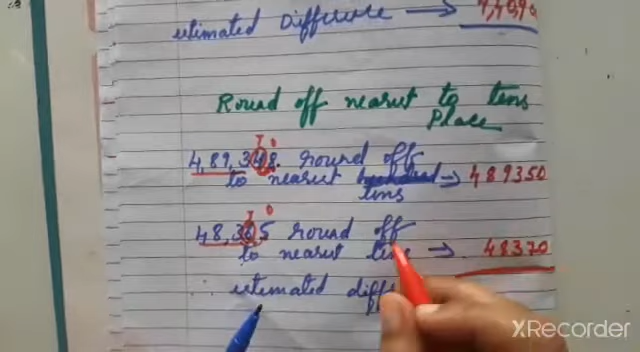 estimated Difference →
Round off nearest to tens
Place
T O
4,89,348. round off
to nearest tens → 489350
T O
48,365 round off
to nearest tens → 48370
estimated diff
XRecorder